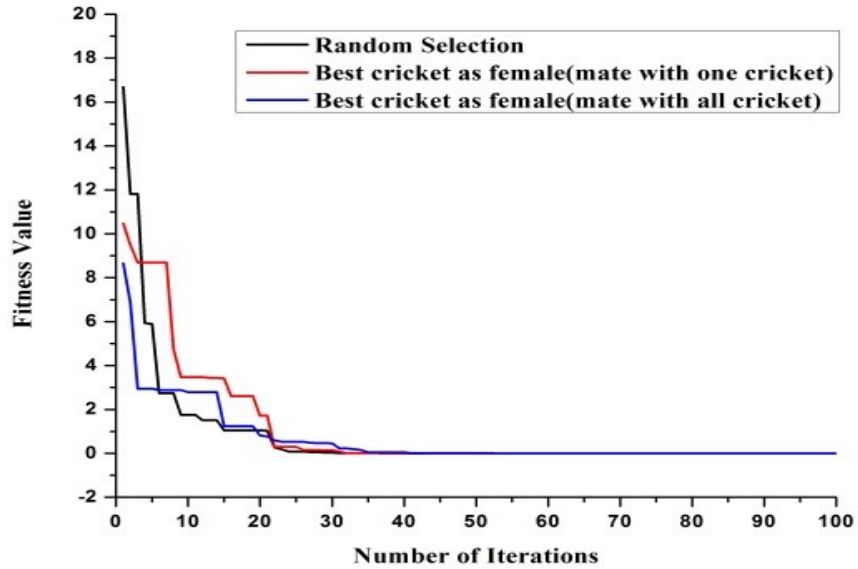 Random Selection
Best cricket as female(mate with one cricket)
Best cricket as female(mate with all cricket)
Fitness Value
20
18
16
14
12
10
8
6
4
2
0
-2
0 10 20 30 40 50 60 70 80 90 100
Number of Iterations